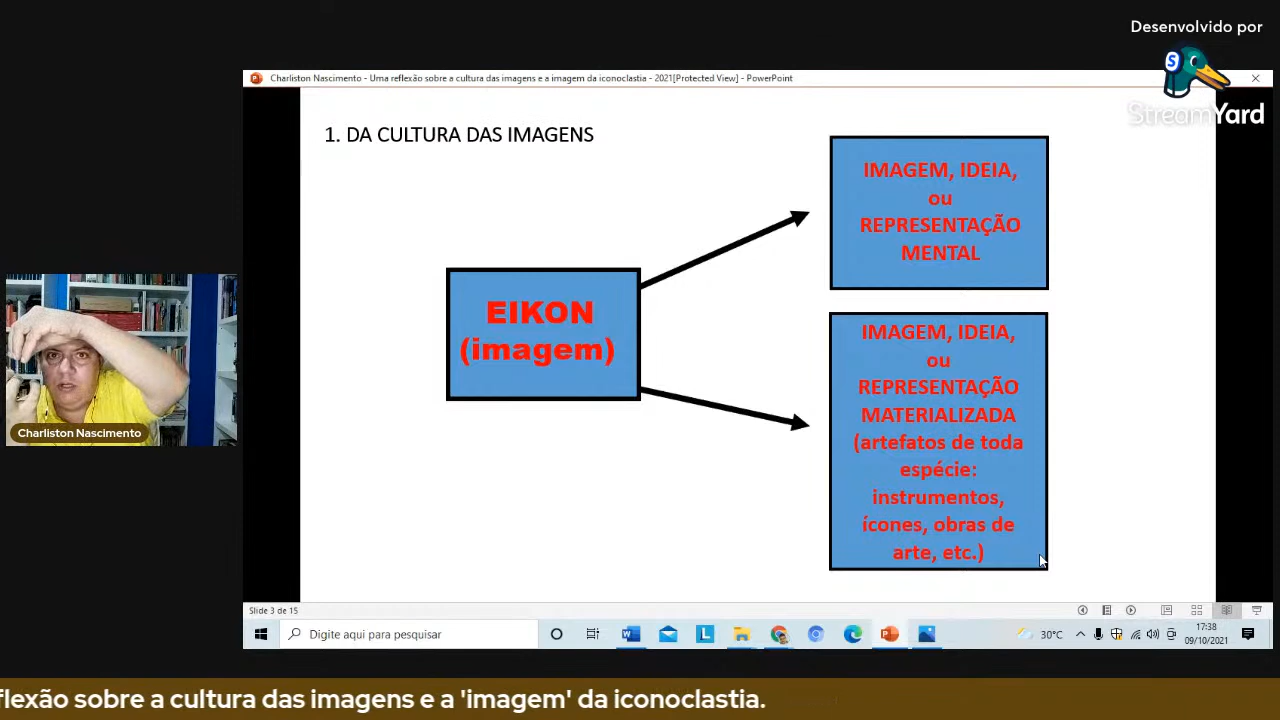 Desenvolvido por
S
StreamYard
Charliston Nascimento - Uma reflexão sobre a cultura das imagens e a imagem da iconoclastia - 2021[Protected View] - PowerPoint
1. DA CULTURA DAS IMAGENS
IMAGEM, IDEIA,
ou
REPRESENTAÇÃO
MENTAL
EIKON
(imagem)
IMAGEM, IDEIA,
ou
REPRESENTAÇÃO
MATERIALIZADA
(artefatos de toda
espécie:
instrumentos,
ícones, obras de
arte, etc.)
Charliston Nascimento
Slide 3 de 15
Digite aqui para pesquisar
L
30°C
17:38
09/10/2021
flexão sobre a cultura das imagens e a 'imagem' da iconoclastia.